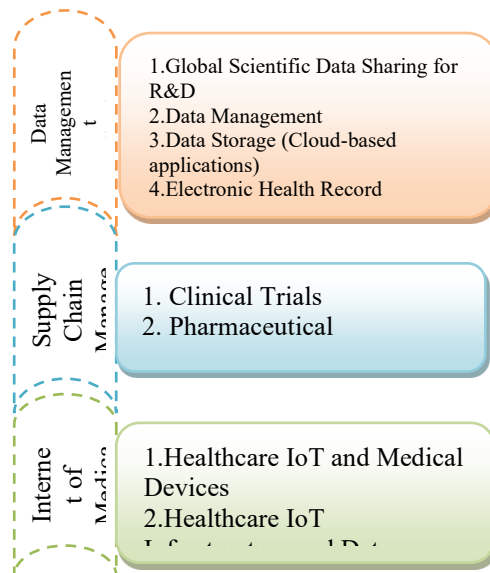 Data
Managemen
t
1.Global Scientific Data Sharing for
R&D
2.Data Management
3.Data Storage (Cloud-based
applications)
4.Electronic Health Record
Supply
Chain
Manage
1. Clinical Trials
2. Pharmaceutical
Interne
t of
1.Healthcare IoT and Medical
Devices
2.Healthcare IoT